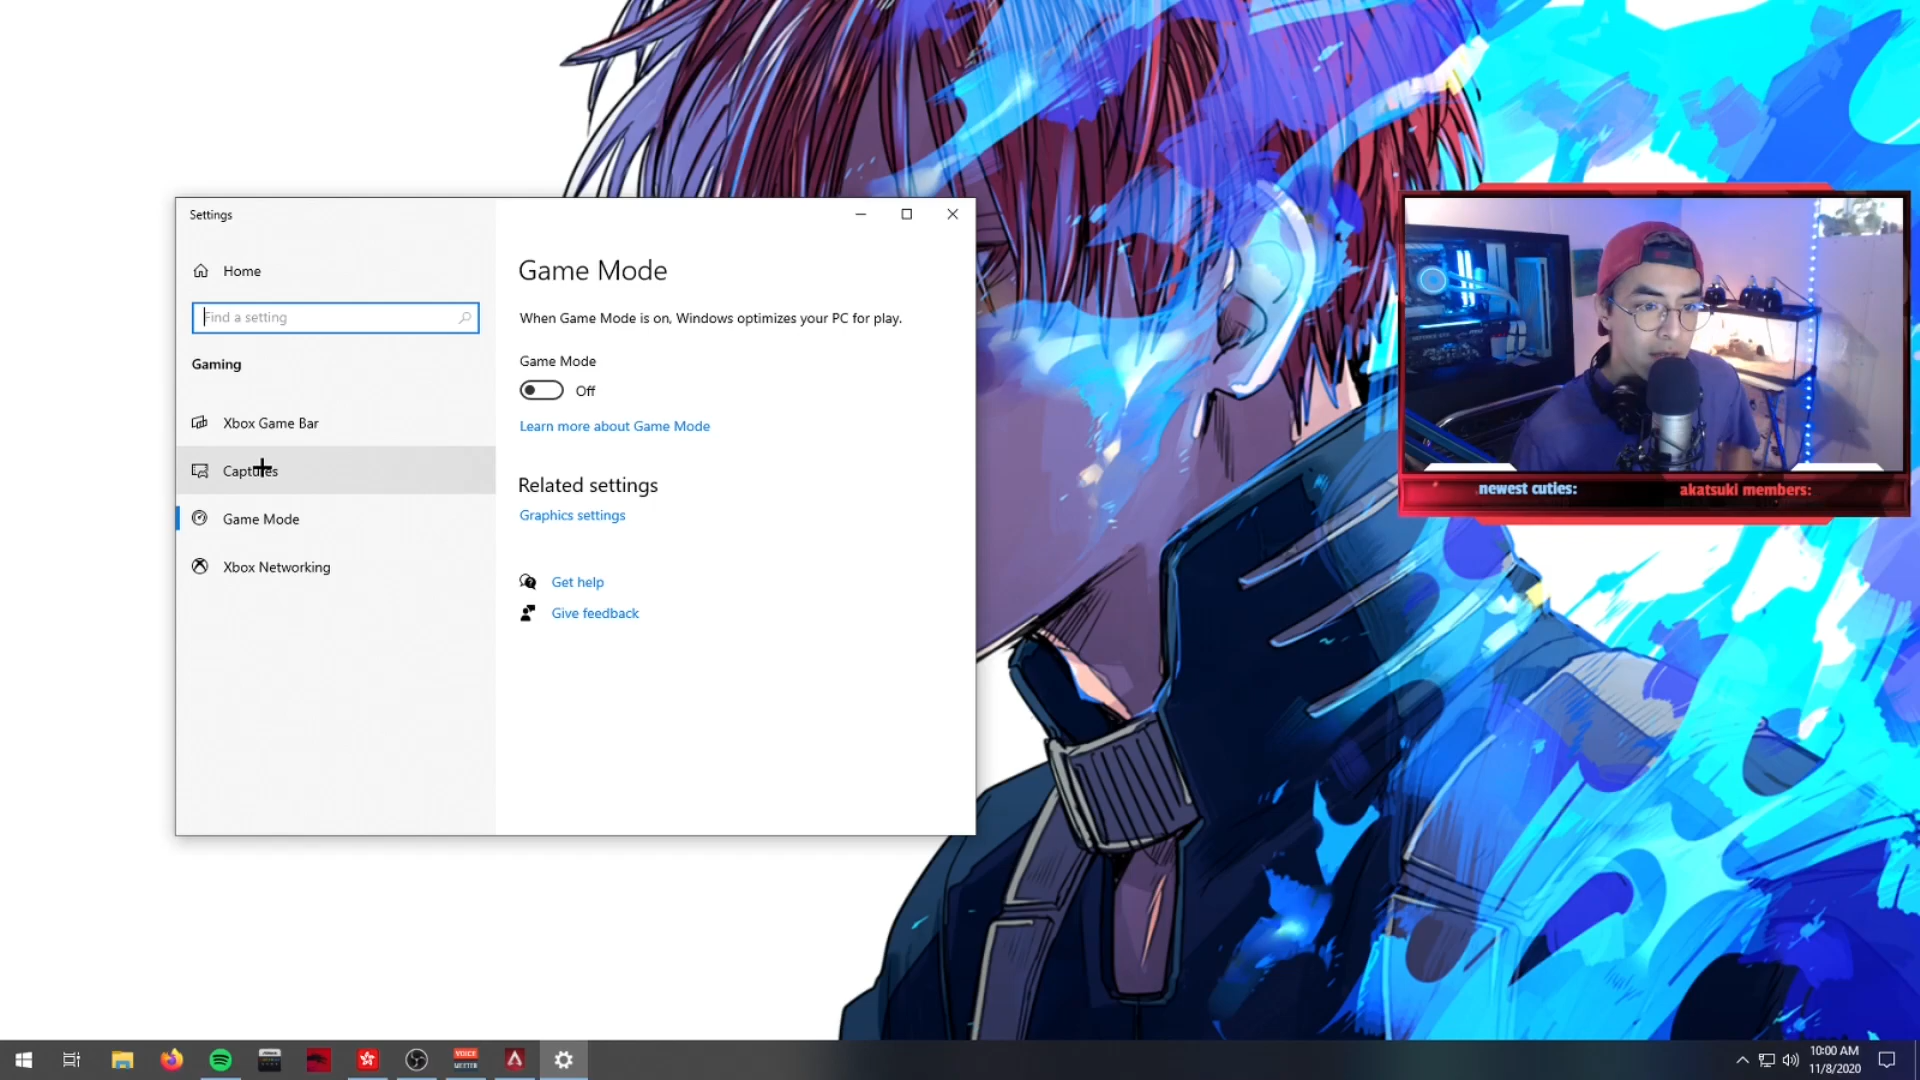 Settings
Home
Find a setting
Gaming
Xbox Game Bar
Captures
Game Mode
Xbox Networking
Game Mode
When Game Mode is on, Windows optimizes your PC for play.
Game Mode
Off
Learn more about Game Mode
Related settings
Graphics settings
Get help
Give feedback
newest cuties:
akatsuki members:
VOICE
MEETER
10:00 AM
11/8/2020